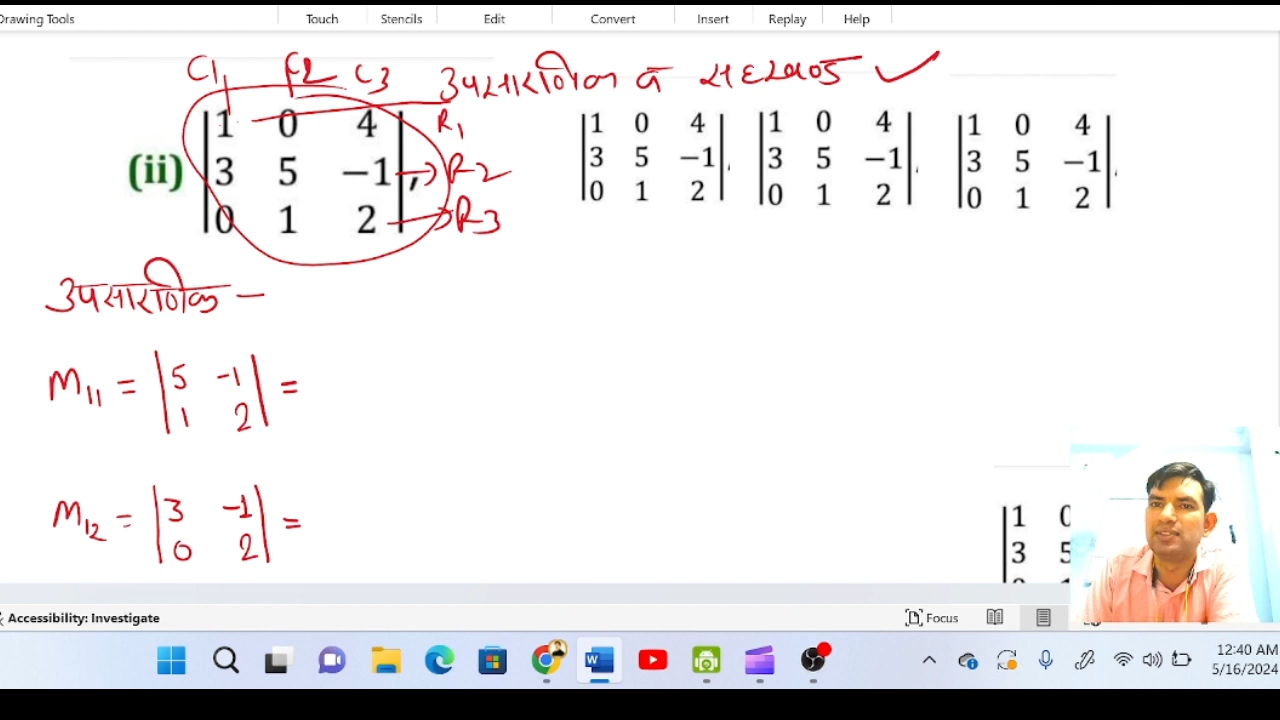 Drawing Tools Touch Stencils Edit Convert Insert Replay Help
C1 C2 C3 उपसारणिक व सहखण्ड
(ii) |1 0 4| R1
|3 5 −1|, → R2
|0 1 2| → R3
|1 0 4|
|3 5 −1|.
|0 1 2|
|1 0 4|
|3 5 −1|.
|0 1 2|
|1 0 4|
|3 5 −1|.
|0 1 2|
उपसारणिक –
M11 = |5 -1| =
|1 2|
M12 = |3 -1| =
|0 2|
|1 0
|3 5
Accessibility: Investigate Focus
12:40 AM
5/16/2024